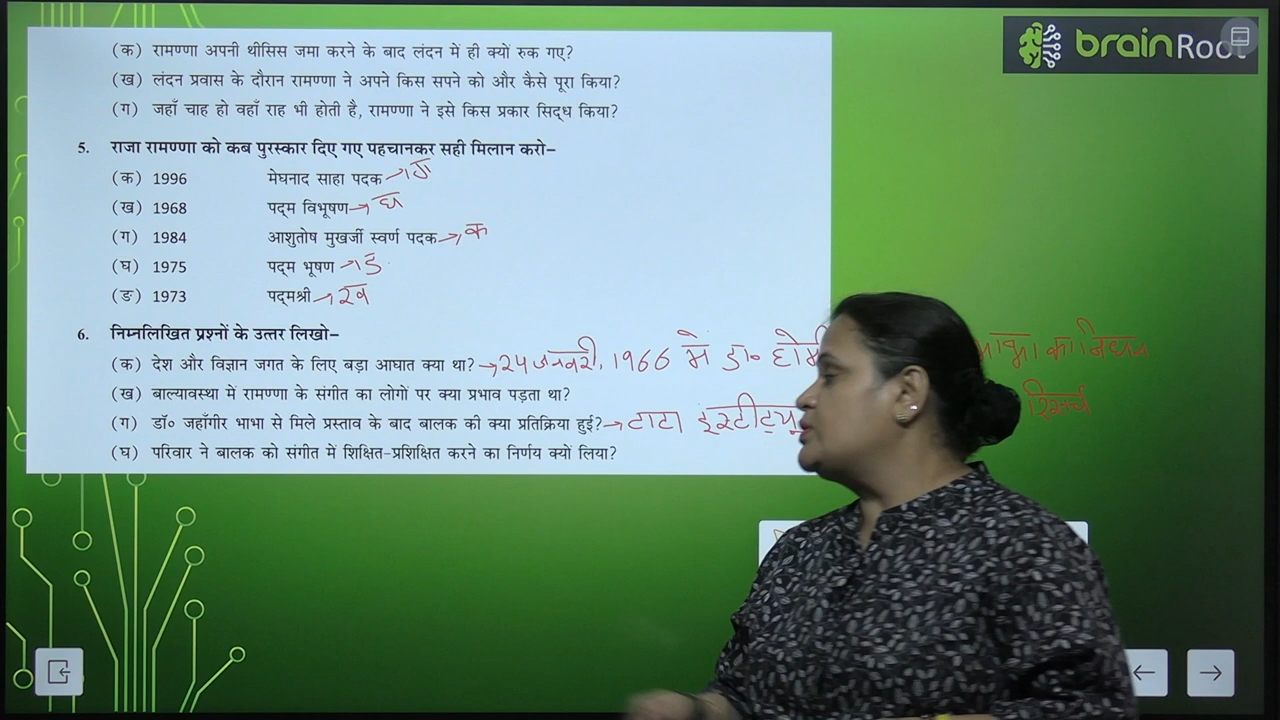 brainRoot
(क) रामण्णा अपनी थीसिस जमा करने के बाद लंदन में ही क्यों रुक गए?
(ख) लंदन प्रवास के दौरान रामण्णा ने अपने किस सपने को और कैसे पूरा किया?
(ग) जहाँ चाह हो वहाँ राह भी होती है, रामण्णा ने इसे किस प्रकार सिद्ध किया?
5. राजा रामण्णा को कब पुरस्कार दिए गए पहचानकर सही मिलान करो–
(क) 1996 मेघनाद साहा पदक → ग
(ख) 1968 पद्म विभूषण → घ
(ग) 1984 आशुतोष मुखर्जी स्वर्ण पदक → क
(घ) 1975 पद्म भूषण → ङ
(ङ) 1973 पद्मश्री → ख
6. निम्नलिखित प्रश्नों के उत्तर लिखो–
(क) देश और विज्ञान जगत के लिए बड़ा आघात क्या था? → 24 जनवरी, 1966 में डा० होमी भाभा का निधन
(ख) बाल्यावस्था में रामण्णा के संगीत का लोगों पर क्या प्रभाव पड़ता था?
रिसर्च
(ग) डॉ० जहाँगीर भाभा से मिले प्रस्ताव के बाद बालक की क्या प्रतिक्रिया हुई? → टाटा
(घ) परिवार ने बालक को संगीत में शिक्षित-प्रशिक्षित करने का निर्णय क्यों लिया?